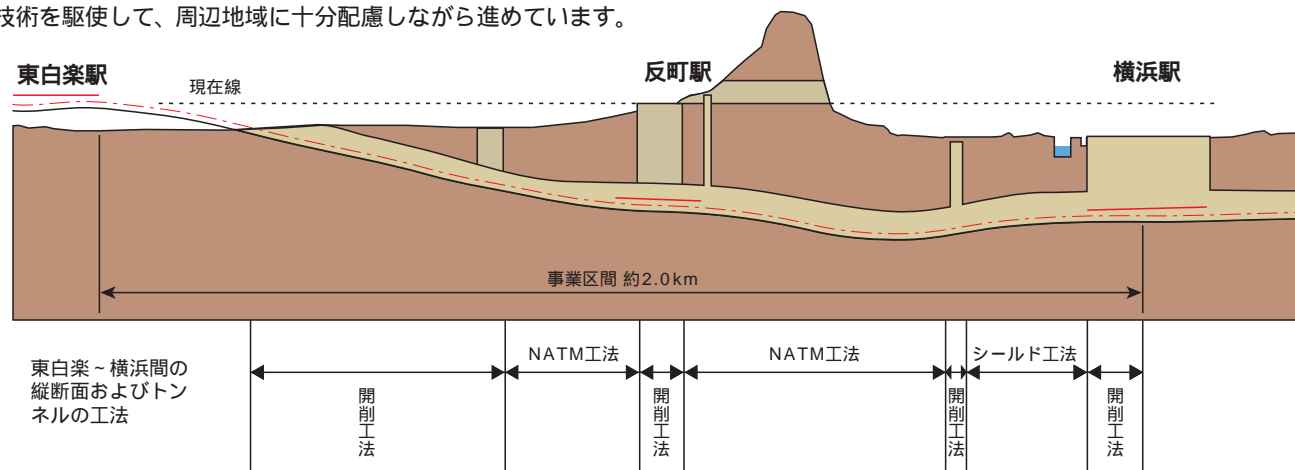 技術を駆使して、周辺地域に十分配慮しながら進めています。
東白楽駅
現在線
反町駅
横浜駅
事業区間 約2.0km
東白楽~横浜間の
縦断面およびトン
ネルの工法
開削工法
NATM工法
開削工法
NATM工法
開削工法
シールド工法
開削工法